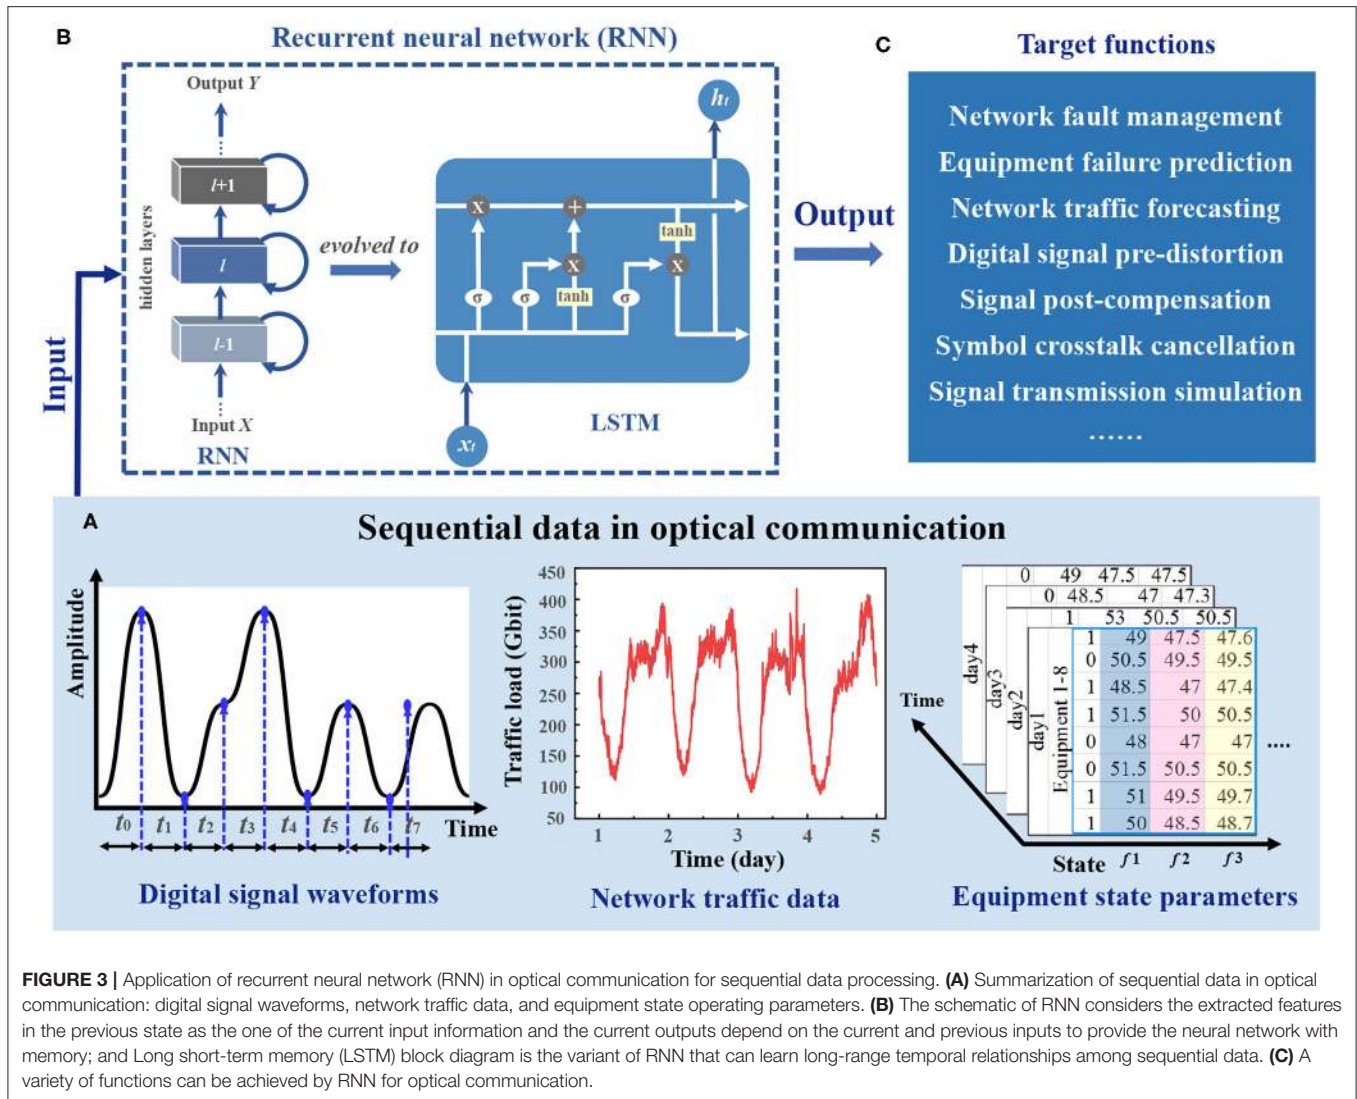 B
Recurrent neural network (RNN)
Output Y
l+1
l
l-1
hidden layers
Input X
RNN
evolved to
ht
x
+
tanh
x
x
σ
σ
tanh
σ
LSTM
xt
Input
Output
C
Target functions
Network fault management
Equipment failure prediction
Network traffic forecasting
Digital signal pre-distortion
Signal post-compensation
Symbol crosstalk cancellation
Signal transmission simulation
......
A
Sequential data in optical communication
Amplitude
t0 t1 t2 t3 t4 t5 t6 t7 Time
Digital signal waveforms
Traffic load (Gbit)
450
400
350
300
250
200
150
100
50
1 2 3 4 5
Time (day)
Network traffic data
Time
day4
day3
day2
day1
Equipment 1-8
0 49 47.5 47.5
0 48.5 47 47.3
1 53 50.5 50.5
1 49 47.5 47.6
0 50.5 49.5 49.5
1 48.5 47 47.4
1 51.5 50 50.5
0 48 47 47
0 51.5 50.5 50.5
1 51 49.5 49.7
1 50 48.5 48.7
....
State f1 f2 f3
Equipment state parameters
FIGURE 3 | Application of recurrent neural network (RNN) in optical communication for sequential data processing. (A) Summarization of sequential data in optical
communication: digital signal waveforms, network traffic data, and equipment state operating parameters. (B) The schematic of RNN considers the extracted features
in the previous state as the one of the current input information and the current outputs depend on the current and previous inputs to provide the neural network with
memory; and Long short-term memory (LSTM) block diagram is the variant of RNN that can learn long-range temporal relationships among sequential data. (C) A
variety of functions can be achieved by RNN for optical communication.